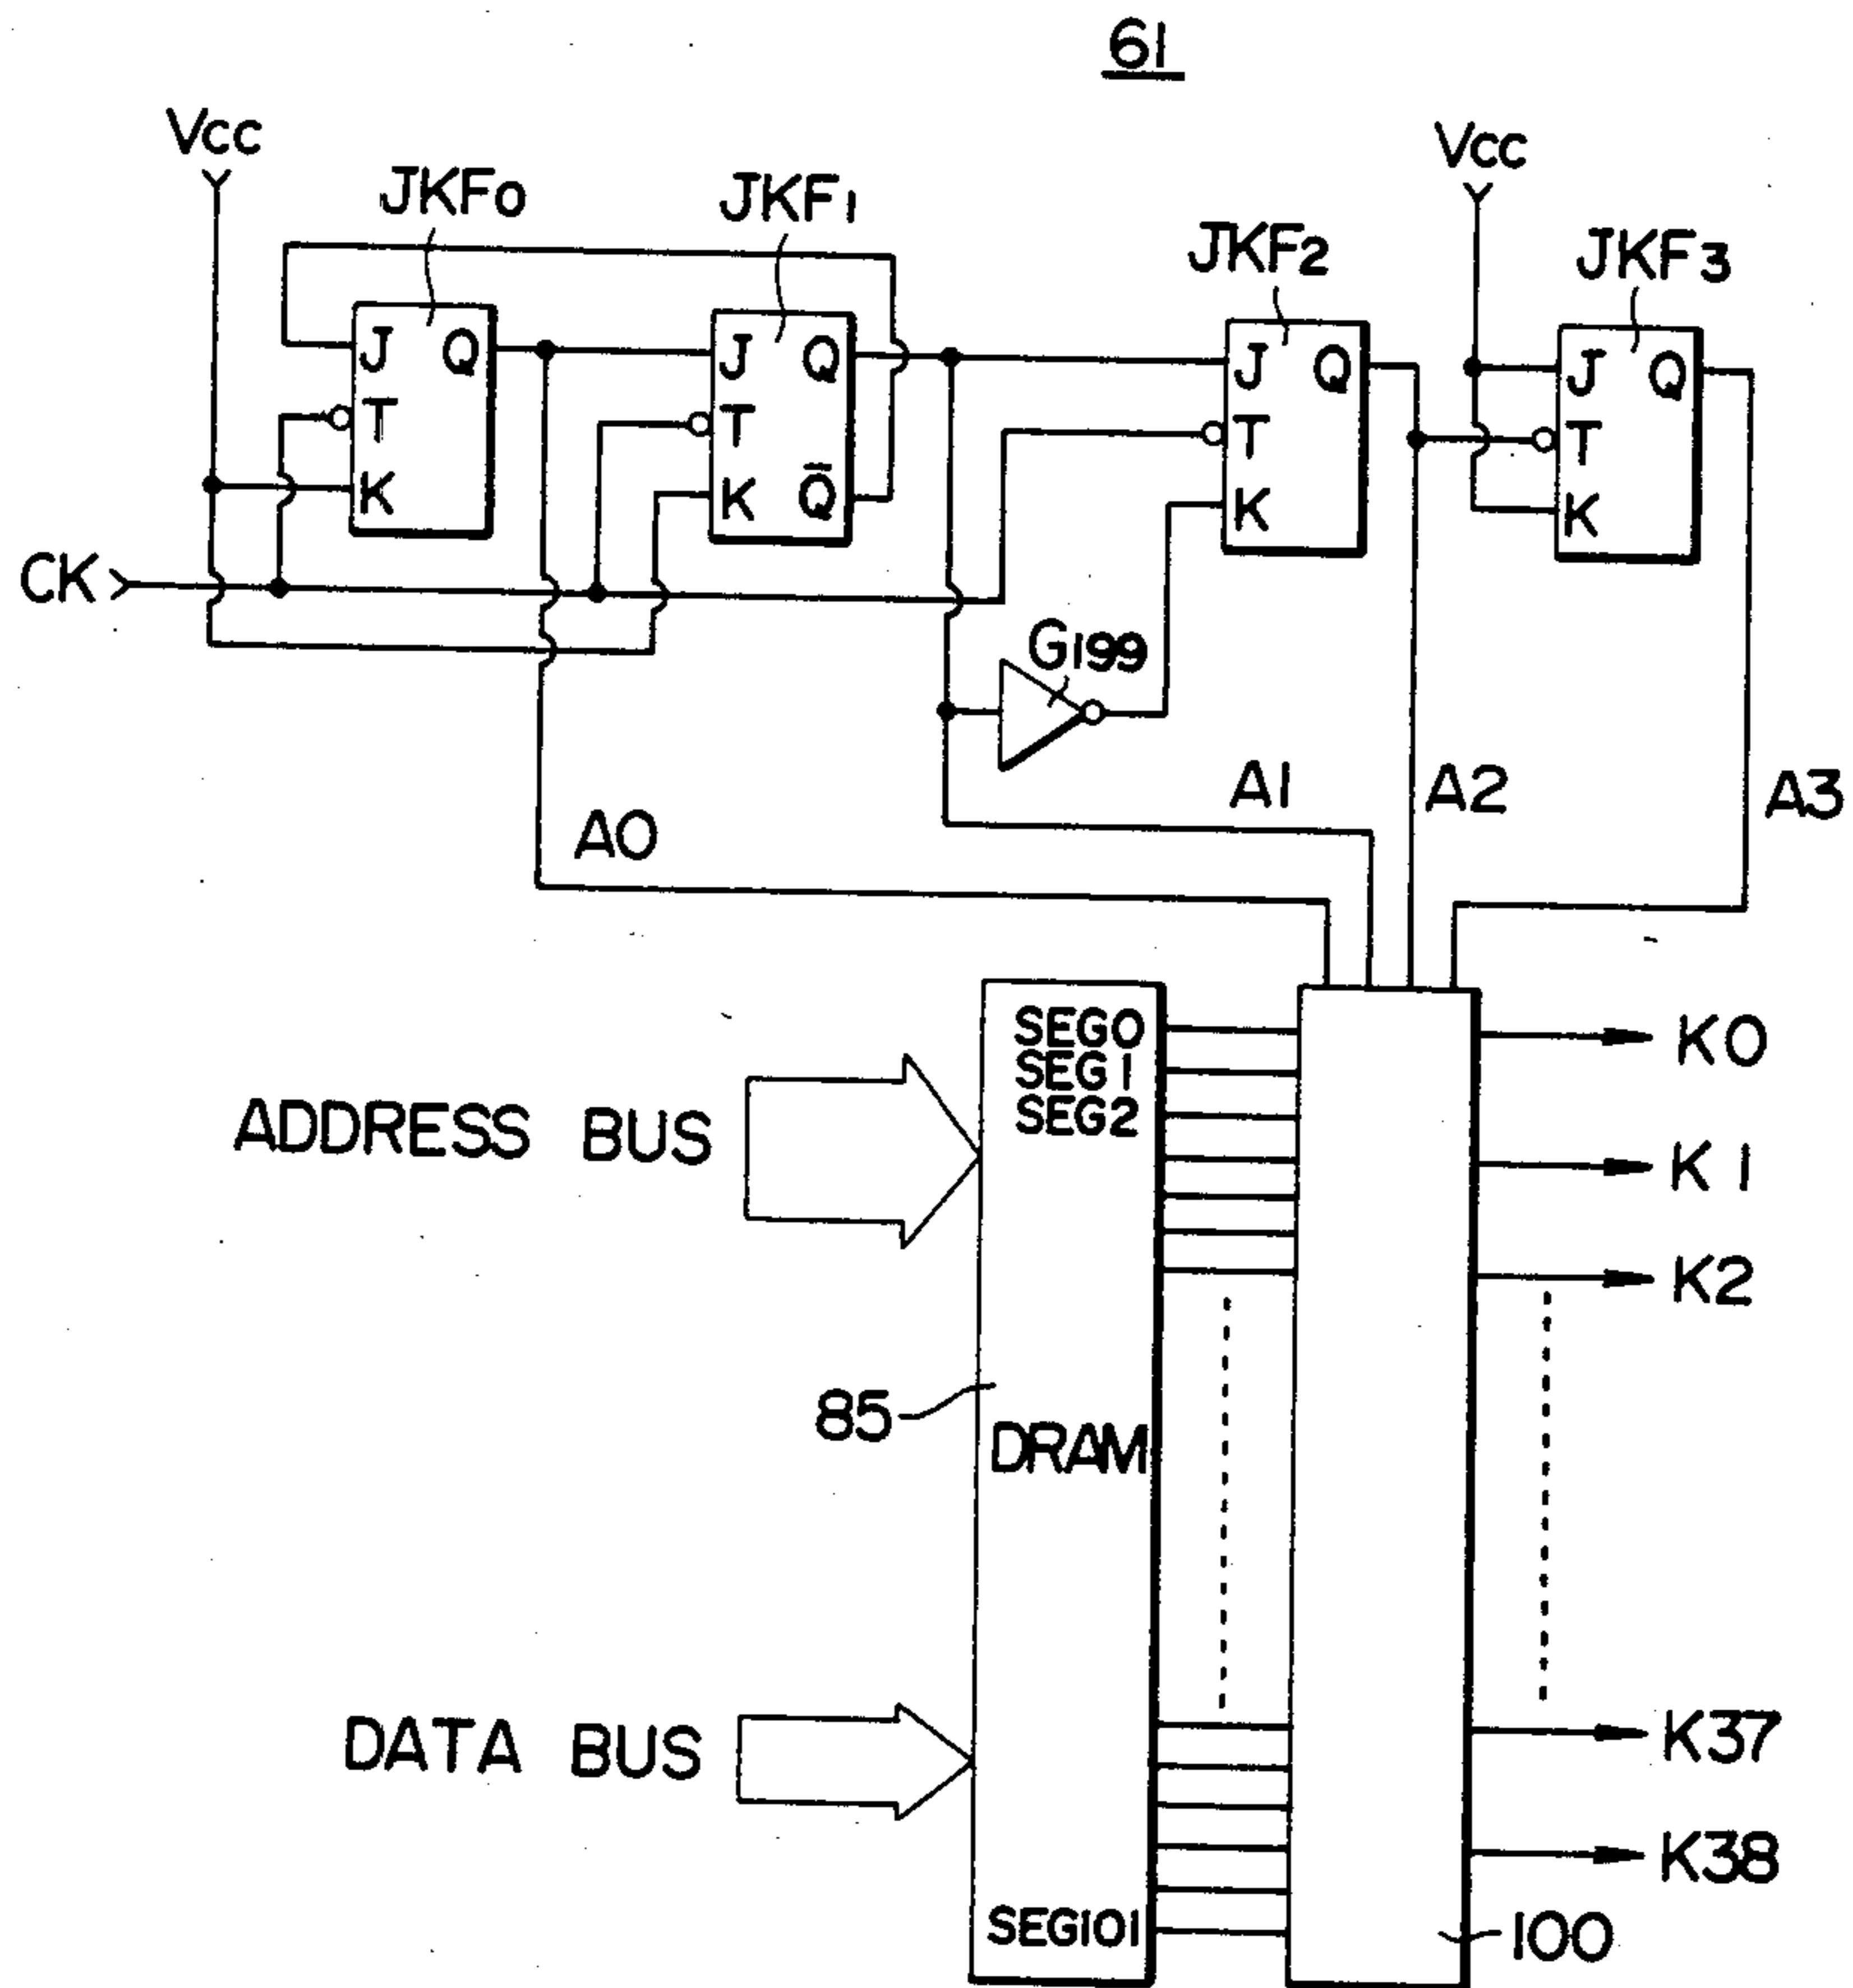 61
Vcc
Vcc
JKF0
JKF1
JKF2
JKF3
J Q
T
K
J Q
T
K Q̅
J Q
T
K
J Q
T
K
CK
G199
A0
A1
A2
A3
SEG0
SEG1
SEG2
K0
K1
K2
ADDRESS BUS
85
DRAM
DATA BUS
K37
K38
SEG101
100